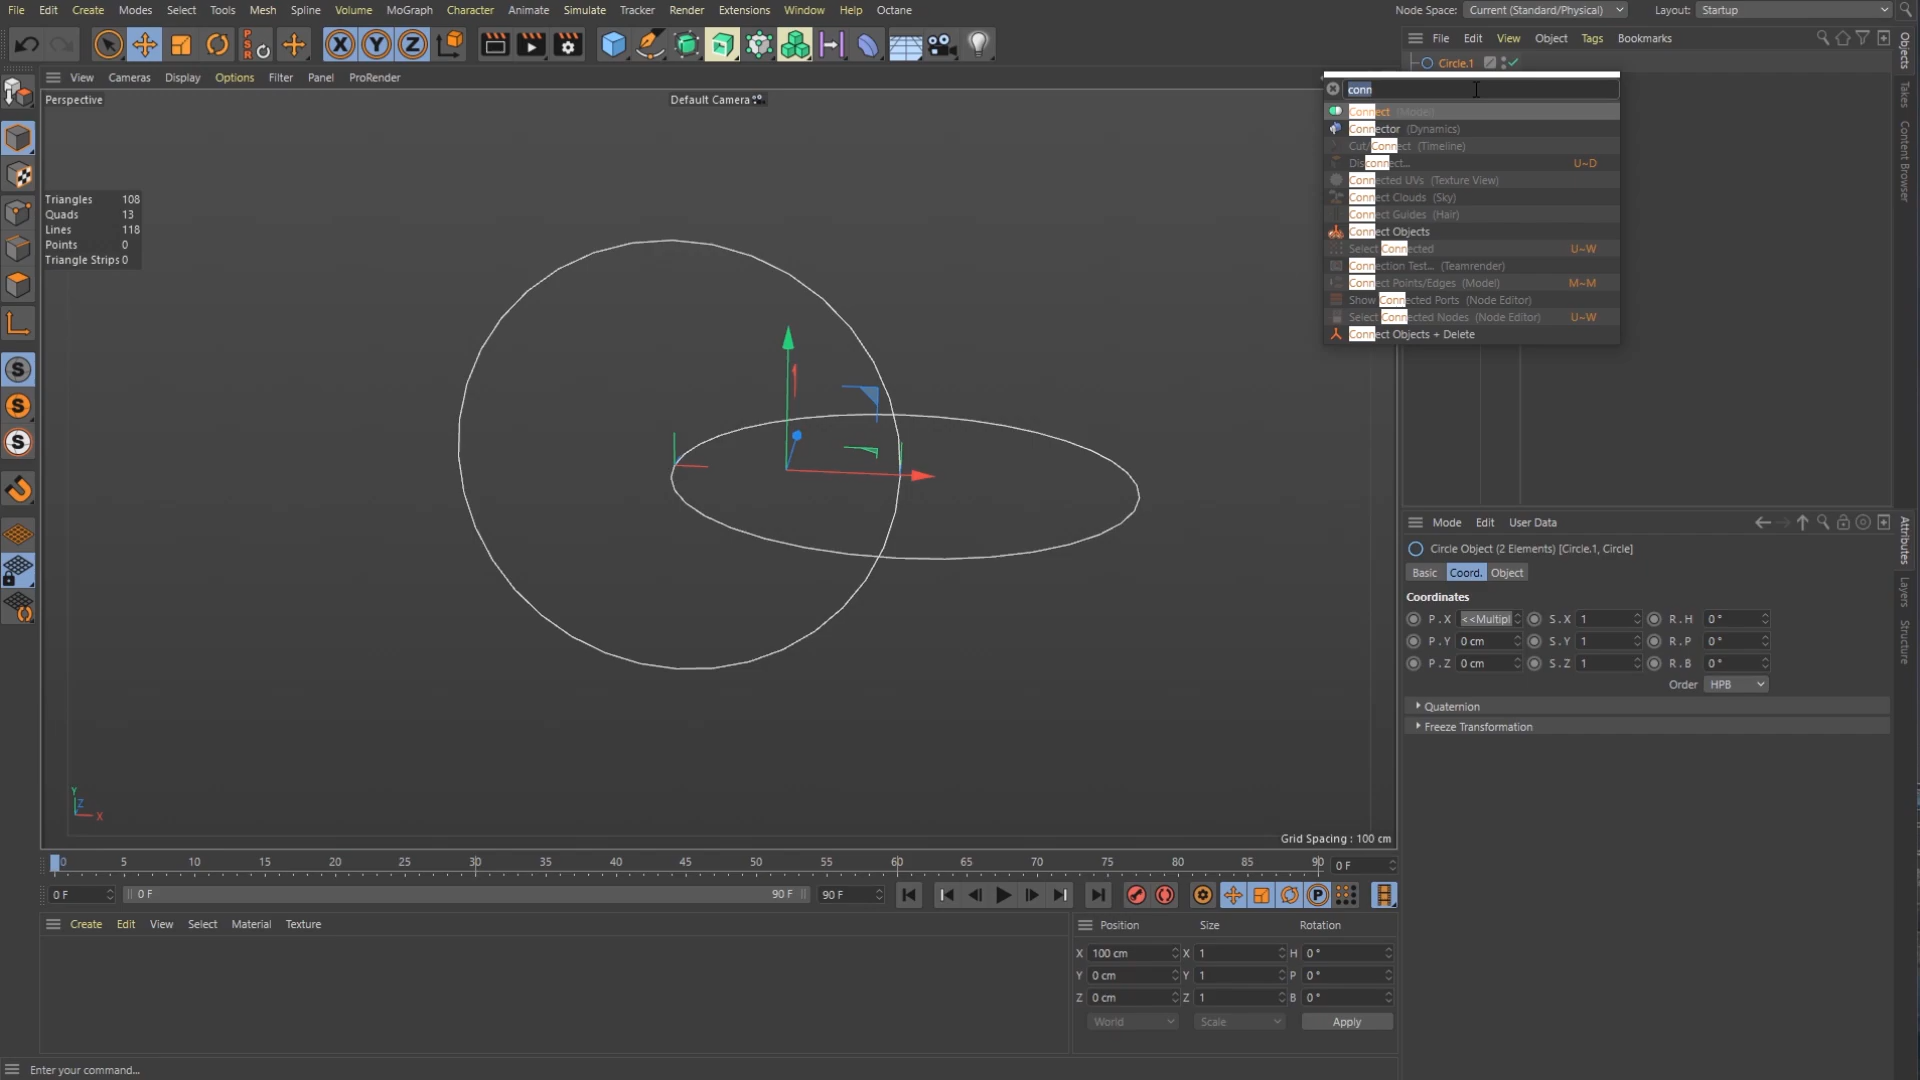 File Edit Create Modes Select Tools Mesh Spline Volume MoGraph Character Animate Simulate Tracker Render Extensions Window Help Octane
Node Space: Current (Standard/Physical) Layout: Startup
File Edit View Object Tags Bookmarks
View Cameras Display Options Filter Panel ProRender
Circle.1
Perspective
Default Camera
Triangles 108
Quads 13
Lines 118
Points 0
Triangle Strips 0
conn
Connect (Model)
Connector (Dynamics)
Cut/Connect (Timeline)
Disconnect... U~D
Connected UVs (Texture View)
Connect Clouds (Sky)
Connect Guides (Hair)
Connect Objects
Select Connected U~W
Connection Test... (Teamrender)
Connect Points/Edges (Model) M~M
Show Connected Ports (Node Editor)
Select Connected Nodes (Node Editor) U~W
Connect Objects + Delete
Objects
Takes
Content Browser
Attributes
Layers
Structure
Mode Edit User Data
Circle Object (2 Elements) [Circle.1, Circle]
Basic Coord. Object
Coordinates
P . X <<Multipl S . X 1 R . H 0 °
P . Y 0 cm S . Y 1 R . P 0 °
P . Z 0 cm S . Z 1 R . B 0 °
Order HPB
Quaternion
Freeze Transformation
P
S
R
X Y Z
S
S
S
Y
Z
X
Grid Spacing : 100 cm
0 5 10 15 20 25 30 35 40 45 50 55 60 65 70 75 80 85 90 0 F
0 F 0 F 90 F 90 F P
Create Edit View Select Material Texture
Position Size Rotation
X 100 cm X 1 H 0 °
Y 0 cm Y 1 P 0 °
Z 0 cm Z 1 B 0 °
World Scale Apply
Enter your command...